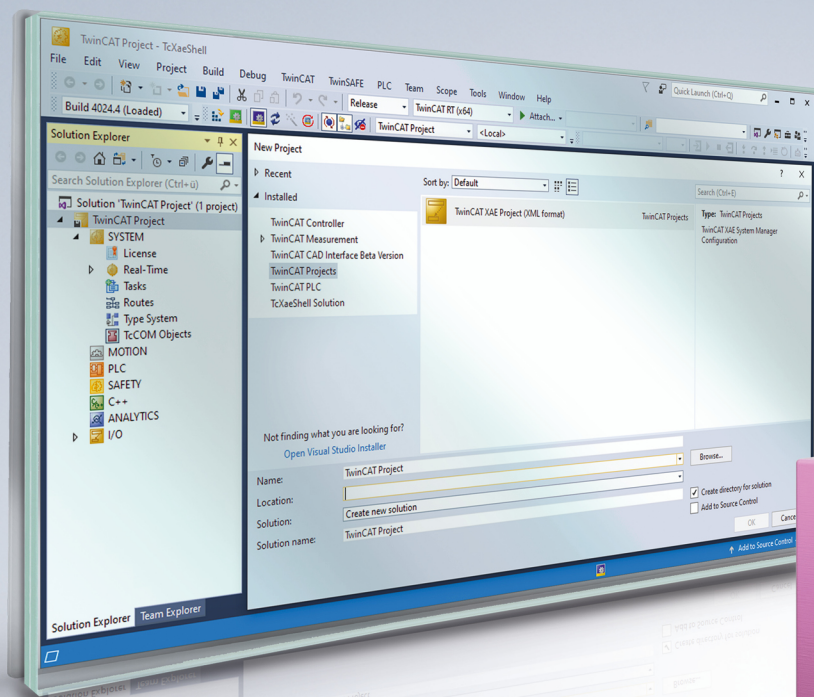 TwinCAT Project - TcXaeShell
File Edit View Project Build Debug TwinCAT TwinSAFE PLC Team Scope Tools Window Help
Quick Launch (Ctrl+Q)
Release TwinCAT RT (x64) Attach...
Build 4024.4 (Loaded) TwinCAT Project <Local>
Solution Explorer
Search Solution Explorer (Ctrl+ü)
Solution 'TwinCAT Project' (1 project)
TwinCAT Project
SYSTEM
License
Real-Time
Tasks
Routes
Type System
TcCOM Objects
MOTION
PLC
SAFETY
C++
ANALYTICS
I/O
Solution Explorer Team Explorer
New Project
? X
Recent
Installed
TwinCAT Controller
TwinCAT Measurement
TwinCAT CAD Interface Beta Version
TwinCAT Projects
TwinCAT PLC
TcXaeShell Solution
Not finding what you are looking for?
Open Visual Studio Installer
Sort by: Default
TwinCAT XAE Project (XML format) TwinCAT Projects
Search (Ctrl+E)
Type: TwinCAT Projects
TwinCAT XAE System Manager
Configuration
Name: TwinCAT Project
Location:
Browse...
Solution: Create new solution
Solution name: TwinCAT Project
Create directory for solution
Add to Source Control
OK Cance
Add to Source Control